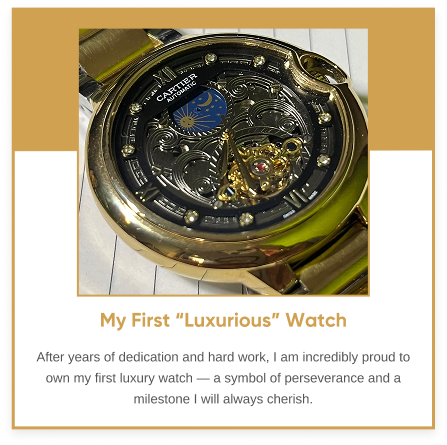 CARTIER
AUTOMATIC
XII
My First “Luxurious” Watch
After years of dedication and hard work, I am incredibly proud to
own my first luxury watch — a symbol of perseverance and a
milestone I will always cherish.